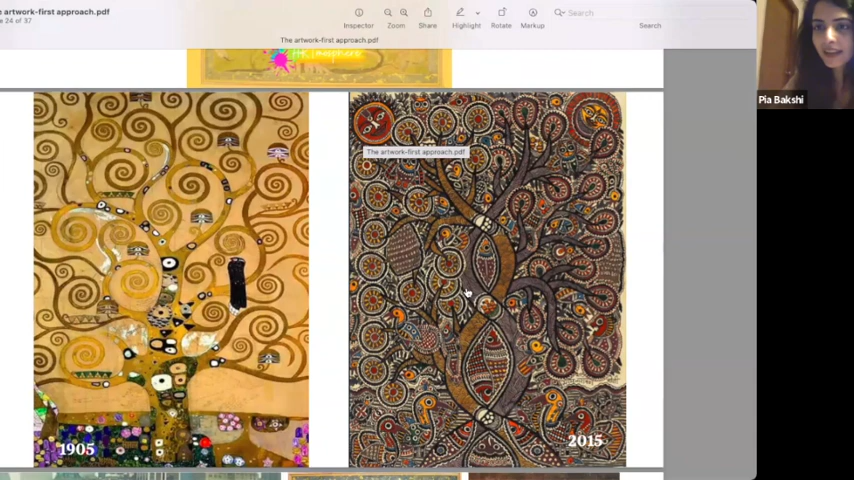 e artwork-first approach.pdf
e 24 of 37
Inspector
Zoom
Share
Highlight
Rotate
Markup
Search
Search
The artwork-first approach.pdf
Pia Bakshi
The artwork-first approach.pdf
1905
2015